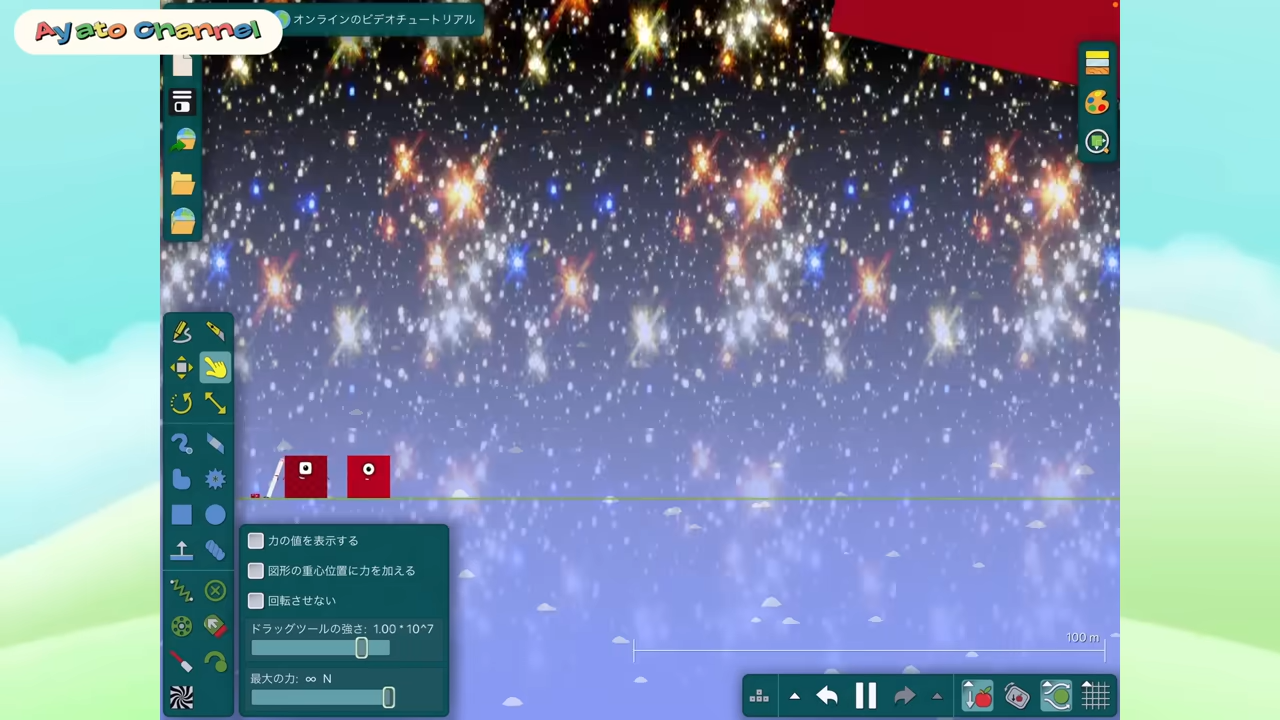 Ayato Channel
オンラインのビデオチュートリアル
力の値を表示する
図形の重心位置に力を加える
回転させない
ドラッグツールの強さ: 1.00 * 10^7
最大の力: ∞ N
100 m